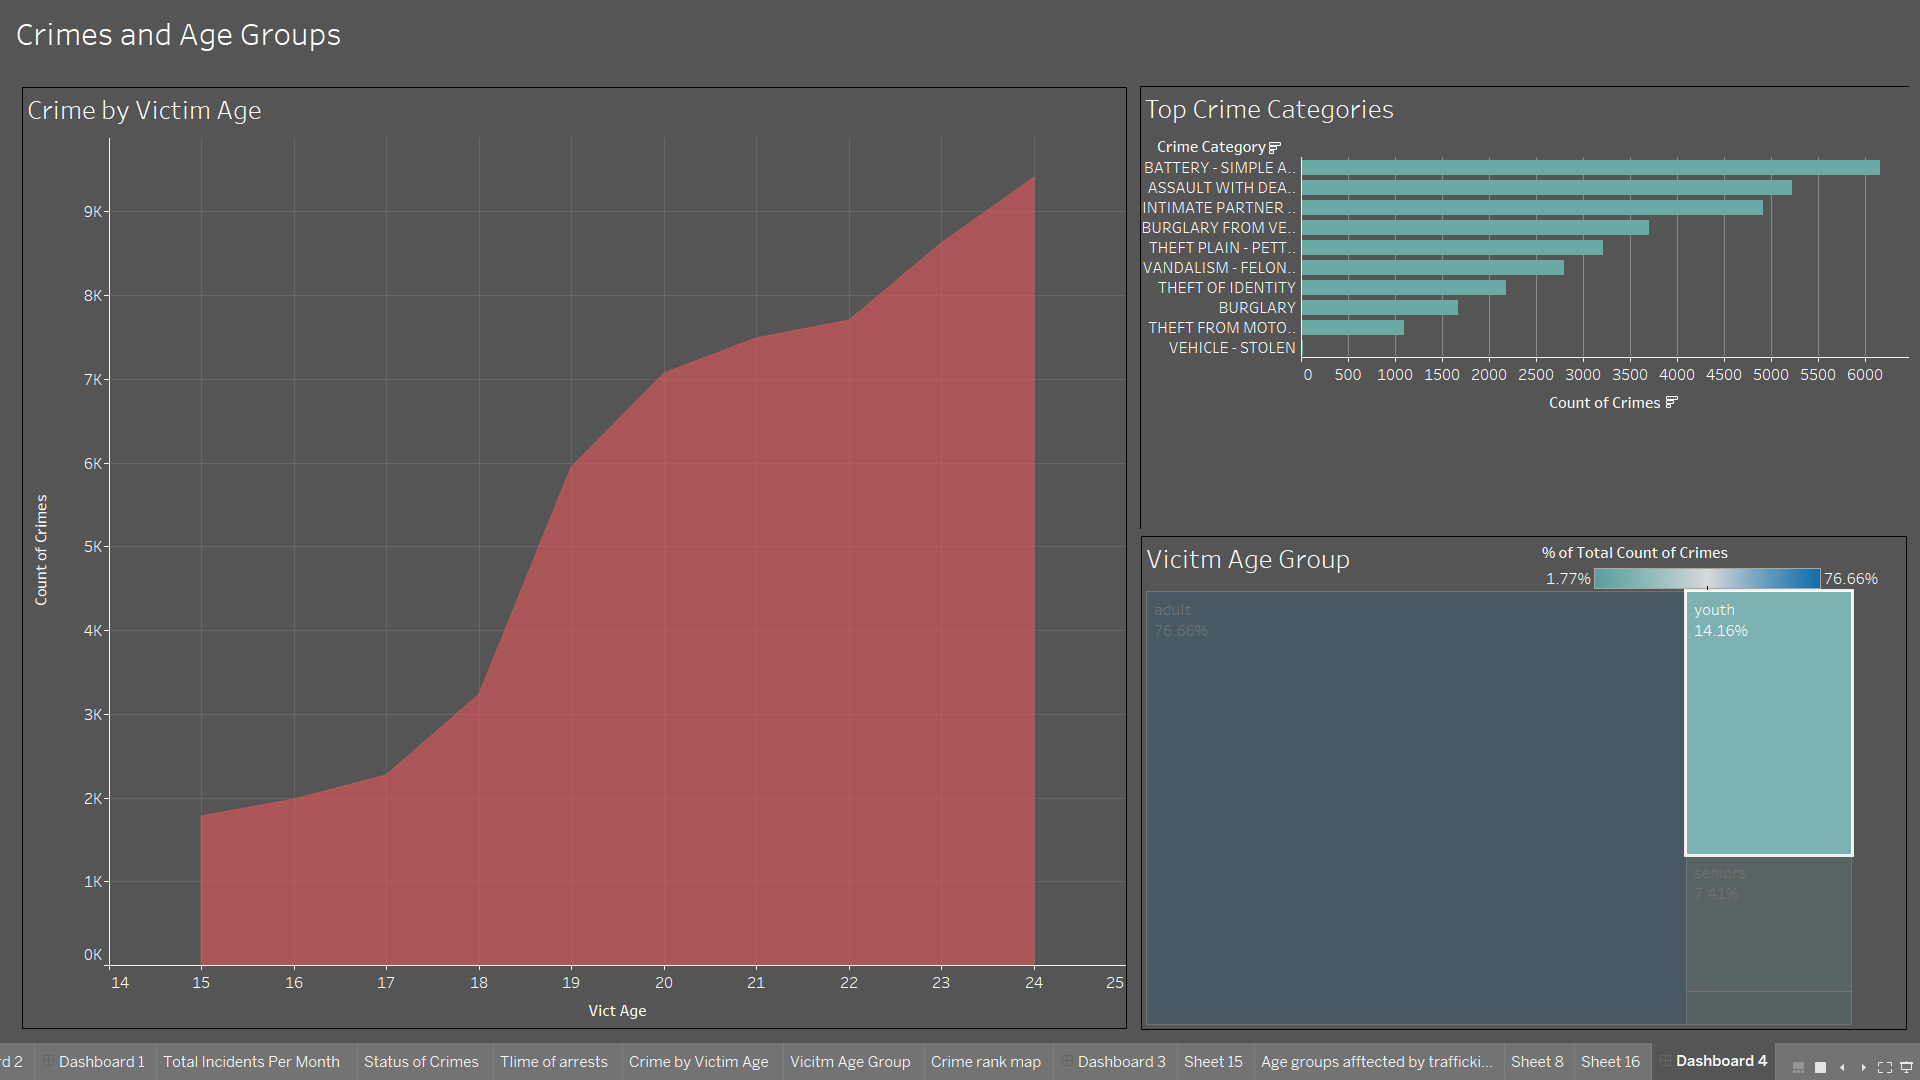 Crimes and Age Groups
Crime by Victim Age
9K
8K
7K
6K
5K
4K
3K
2K
1K
0K
Count of Crimes
14 15 16 17 18 19 20 21 22 23 24 25
Vict Age
Top Crime Categories
Crime Category
BATTERY - SIMPLE A..
ASSAULT WITH DEA..
INTIMATE PARTNER ..
BURGLARY FROM VE..
THEFT PLAIN - PETT..
VANDALISM - FELON..
THEFT OF IDENTITY
BURGLARY
THEFT FROM MOTO..
VEHICLE - STOLEN
0 500 1000 1500 2000 2500 3000 3500 4000 4500 5000 5500 6000
Count of Crimes
Vicitm Age Group
% of Total Count of Crimes
1.77% 76.66%
adult
76.66%
youth
14.16%
seniors
7.41%
rd 2 Dashboard 1 Total Incidents Per Month Status of Crimes TIime of arrests Crime by Victim Age Vicitm Age Group Crime rank map Dashboard 3 Sheet 15 Age groups afftected by trafficki... Sheet 8 Sheet 16 Dashboard 4